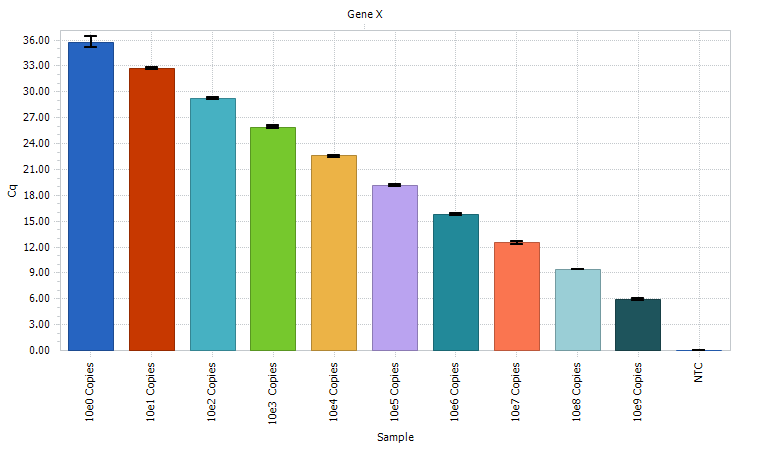 Gene X
36.00
33.00
30.00
27.00
24.00
21.00
18.00
15.00
12.00
9.00
6.00
3.00
0.00
Cq
10e0 Copies
10e1 Copies
10e2 Copies
10e3  Copies
10e4 Copies
10e5 Copies
10e6 Copies
10e7 Copies
10e8 Copies
10e9 Copies
NTC
Sample